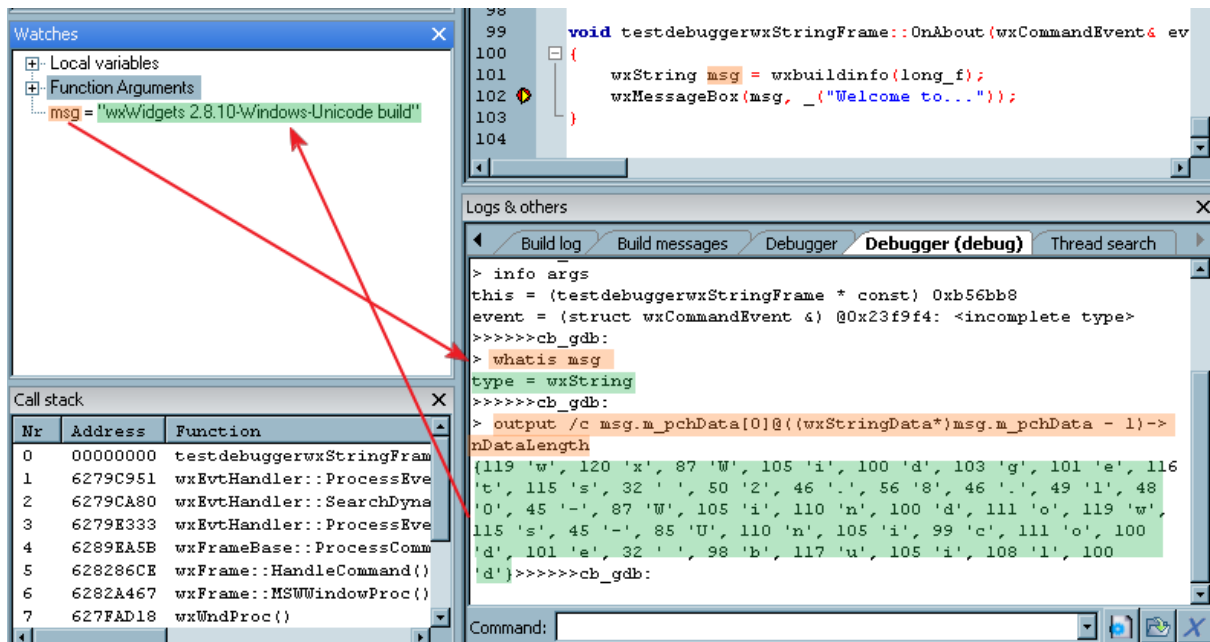 Watches
Local variables
Function Arguments
msg = "wxWidgets 2.8.10-Windows-Unicode build"
98
99 void testdebuggerwxStringFrame::OnAbout(wxCommandEvent& ev
100 {
101 wxString msg = wxbuildinfo(long_f);
102 wxMessageBox(msg, _("Welcome to..."));
103 }
104
Call stack
Nr Address Function
0 00000000 testdebuggerwxStringFram
1 6279C951 wxEvtHandler::ProcessEve
2 6279CA80 wxEvtHandler::SearchDyna
3 6279E333 wxEvtHandler::ProcessEve
4 6289EA5B wxFrameBase::ProcessComm
5 628286CE wxFrame::HandleCommand()
6 6282A467 wxFrame::MSWWindowProc()
7 627FAD18 wxWndProc()
Logs & others
Build log Build messages Debugger Debugger (debug) Thread search
> info args
this = (testdebuggerwxStringFrame * const) 0xb56bb8
event = (struct wxCommandEvent &) @0x23f9f4: <incomplete type>
>>>>>>cb_gdb:
> whatis msg
type = wxString
>>>>>>cb_gdb:
> output /c msg.m_pchData[0]@((wxStringData*)msg.m_pchData - 1)->
nDataLength
{119 'w', 120 'x', 87 'W', 105 'i', 100 'd', 103 'g', 101 'e', 116
't', 115 's', 32 ' ', 50 '2', 46 '.', 56 '8', 46 '.', 49 '1', 48
'0', 45 '-', 87 'W', 105 'i', 110 'n', 100 'd', 111 'o', 119 'w',
115 's', 45 '-', 85 'U', 110 'n', 105 'i', 99 'c', 111 'o', 100
'd', 101 'e', 32 ' ', 98 'b', 117 'u', 105 'i', 108 'l', 100
'd'}>>>>>>cb_gdb:
Command: